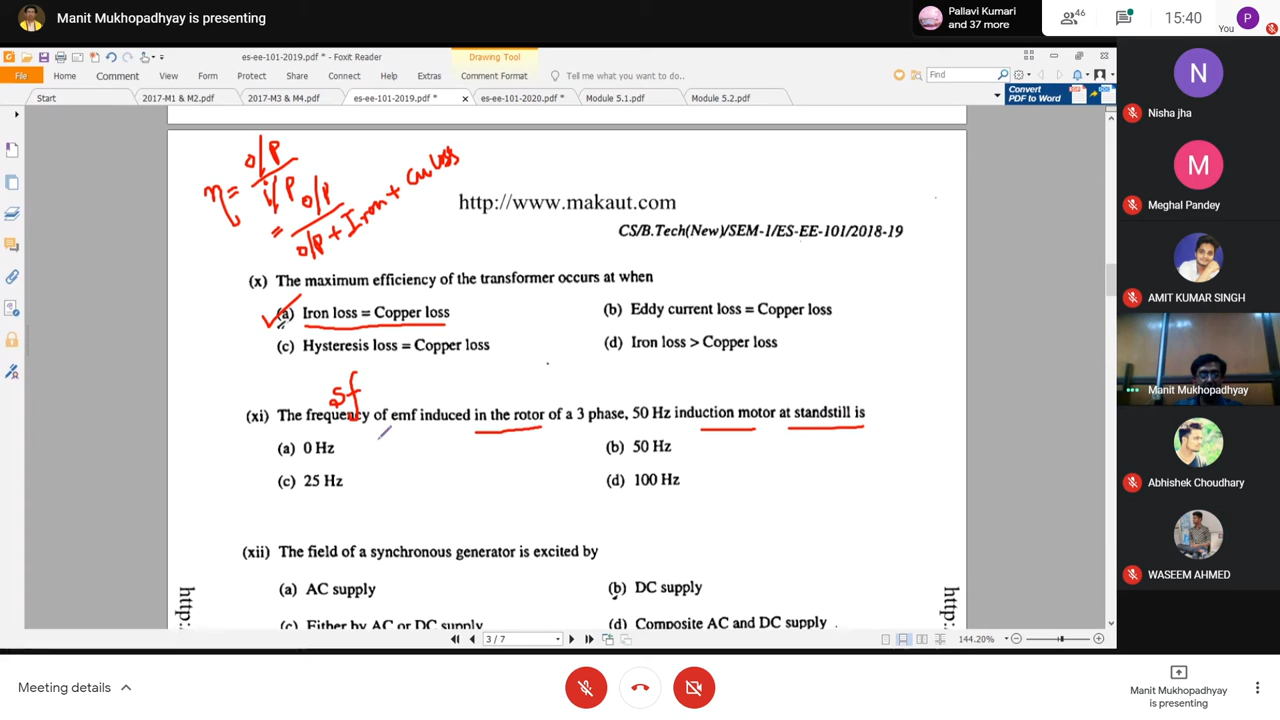 Manit Mukhopadhyay is presenting
Pallavi Kumari
and 37 more
46
15:40
You
P
es-ee-101-2019.pdf * - Foxit Reader
Drawing Tool
File
Home
Comment
View
Form
Protect
Share
Connect
Help
Extras
Comment Format
Tell me what you want to do..
Find
Start
2017-M1 & M2.pdf
2017-M3 & M4.pdf
es-ee-101-2019.pdf *
es-ee-101-2020.pdf *
Module 5.1.pdf
Module 5.2.pdf
Convert
PDF to Word
η = o/p
i/p
= o/p
o/p + Iron + cu loss
http://www.makaut.com
CS/B.Tech(New)/SEM-1/ES-EE-101/2018-19
(x) The maximum efficiency of the transformer occurs at when
(a) Iron loss = Copper loss
(b) Eddy current loss = Copper loss
(c) Hysteresis loss = Copper loss
(d) Iron loss > Copper loss
sf
(xi) The frequency of emf induced in the rotor of a 3 phase, 50 Hz induction motor at standstill is
(a) 0 Hz
(b) 50 Hz
(c) 25 Hz
(d) 100 Hz
(xii) The field of a synchronous generator is excited by
(a) AC supply
(b) DC supply
(c) Either by AC or DC supply
(d) Composite AC and DC supply
http:
http:
3 / 7
144.20%
N
Nisha jha
M
Meghal Pandey
AMIT KUMAR SINGH
Manit Mukhopadhyay
Abhishek Choudhary
WASEEM AHMED
Meeting details
Manit Mukhopadhyay
is presenting